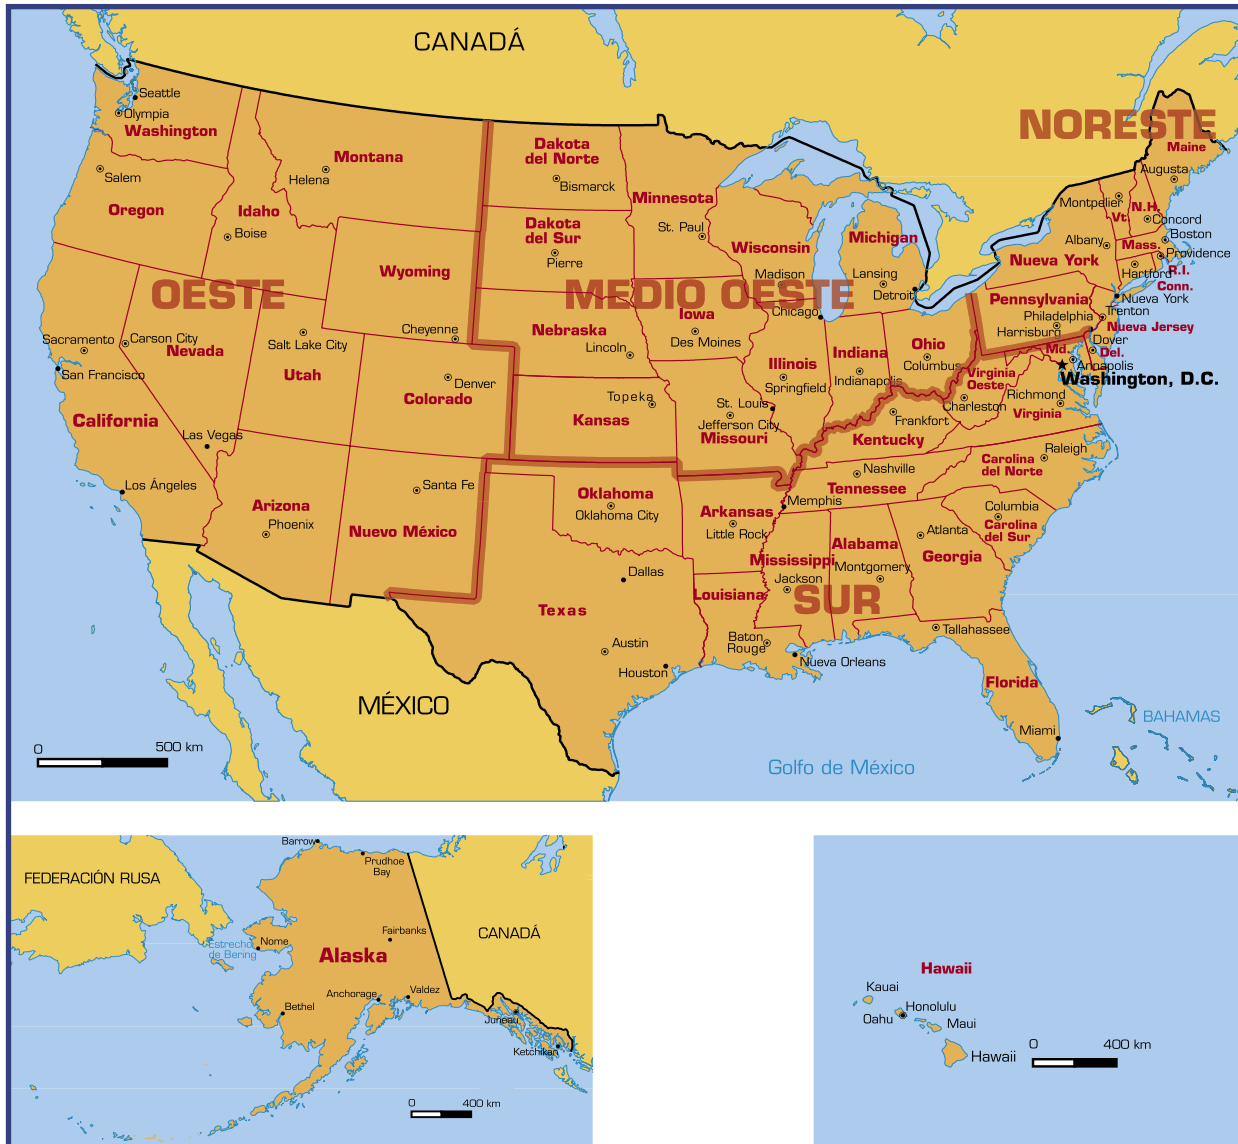 CANADÁ
NORESTE
Seattle
Olympia
Washington
Montana
Helena
Dakota
del Norte
Bismarck
Maine
Augusta
Salem
Oregon
Idaho
Boise
Minnesota
St. Paul
Dakota
del Sur
Pierre
Wisconsin
Madison
Michigan
Lansing
Detroit
Montpelier
Vt.
N.H.
Concord
Boston
Albany
Mass.
Providence
Nueva York
Hartford
R.I.
Conn.
Wyoming
Cheyenne
OESTE
MEDIO OESTE
Iowa
Des Moines
Chicago
Nebraska
Lincoln
Pennsylvania
Philadelphia
Harrisburg
Nueva York
Trenton
Nueva Jersey
Dover
Del.
Md.
Annapolis
Washington, D.C.
Sacramento
Carson City
Nevada
San Francisco
Salt Lake City
Utah
Denver
Colorado
Illinois
Springfield
Indiana
Indianapolis
Ohio
Columbus
Virginia
Oeste
Charleston
Richmond
Virginia
California
Las Vegas
Topeka
Kansas
St. Louis
Jefferson City
Missouri
Frankfort
Kentucky
Los Ángeles
Arizona
Phoenix
Santa Fe
Nuevo México
Oklahoma
Oklahoma City
Arkansas
Little Rock
Memphis
Nashville
Tennessee
Carolina
del Norte
Raleigh
Columbia
Carolina
del Sur
Atlanta
Georgia
Mississippi
Jackson
Alabama
Montgomery
SUR
Dallas
Texas
Louisiana
Austin
Houston
Baton
Rouge
Nueva Orleans
Tallahassee
Florida
Miami
MÉXICO
BAHAMAS
Golfo de México
0 500 km
Barrow
Prudhoe
Bay
FEDERACIÓN RUSA
CANADÁ
Estrecho
de Bering
Nome
Fairbanks
Alaska
Anchorage
Valdez
Bethel
Juneau
Ketchikan
0 400 km
Hawaii
Kauai
Honolulu
Oahu
Maui
Hawaii
0 400 km